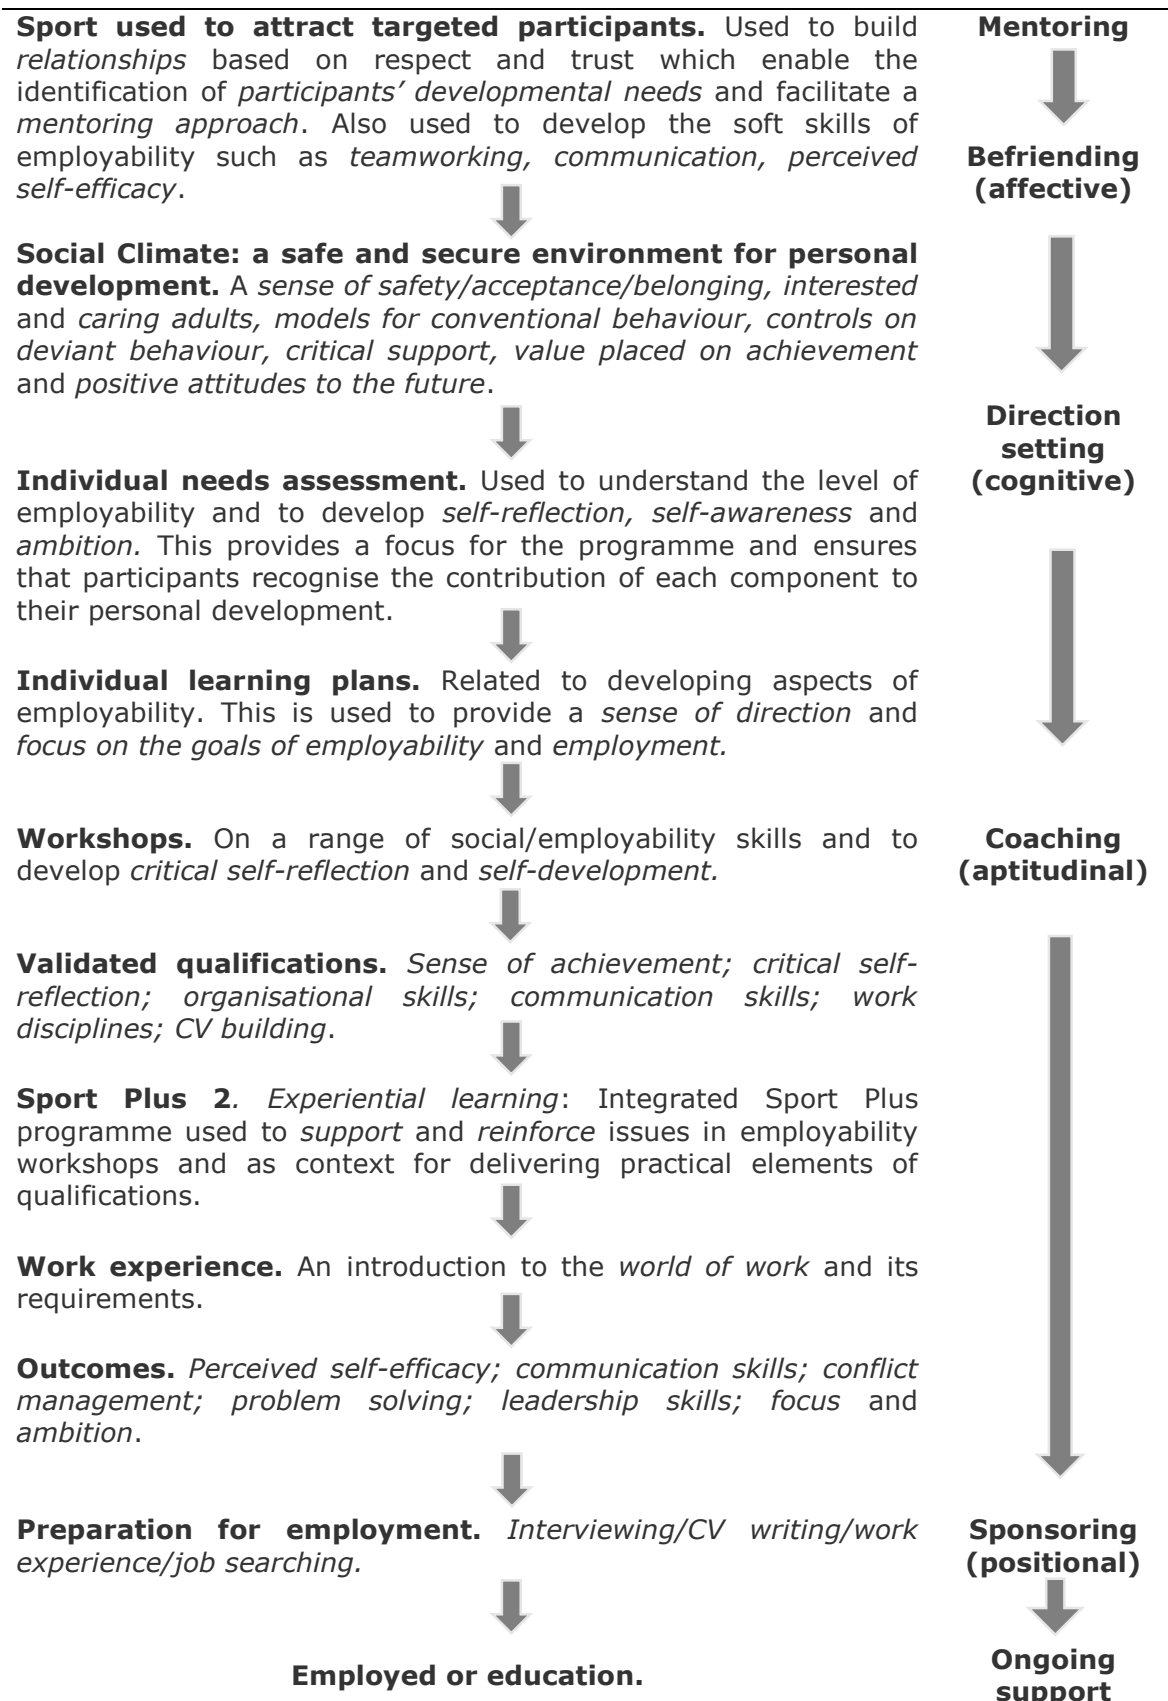 Sport used to attract targeted participants. Used to build
relationships based on respect and trust which enable the
identification of participants’ developmental needs and facilitate a
mentoring approach. Also used to develop the soft skills of
employability such as teamworking, communication, perceived
self-efficacy.
Social Climate: a safe and secure environment for personal
development. A sense of safety/acceptance/belonging, interested
and caring adults, models for conventional behaviour, controls on
deviant behaviour, critical support, value placed on achievement
and positive attitudes to the future.
Individual needs assessment. Used to understand the level of
employability and to develop self-reflection, self-awareness and
ambition. This provides a focus for the programme and ensures
that participants recognise the contribution of each component to
their personal development.
Individual learning plans. Related to developing aspects of
employability. This is used to provide a sense of direction and
focus on the goals of employability and employment.
Workshops. On a range of social/employability skills and to
develop critical self-reflection and self-development.
Validated qualifications. Sense of achievement; critical self-
reflection; organisational skills; communication skills; work
disciplines; CV building.
Sport Plus 2. Experiential learning: Integrated Sport Plus
programme used to support and reinforce issues in employability
workshops and as context for delivering practical elements of
qualifications.
Work experience. An introduction to the world of work and its
requirements.
Outcomes. Perceived self-efficacy; communication skills; conflict
management; problem solving; leadership skills; focus and
ambition.
Preparation for employment. Interviewing/CV writing/work
experience/job searching.
Employed or education.
Mentoring
Befriending
(affective)
Direction
setting
(cognitive)
Coaching
(aptitudinal)
Sponsoring
(positional)
Ongoing
support